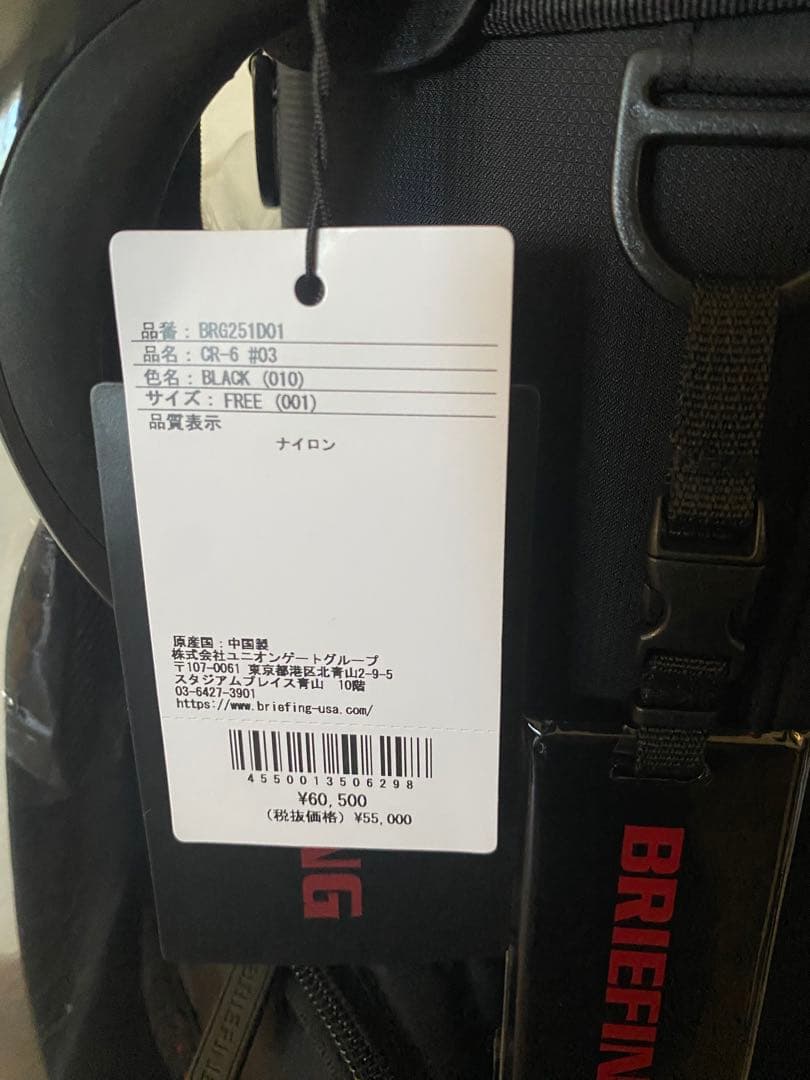 品番：BRG251D01
品名：CR-6 #03
色名：BLACK (010)
サイズ：FREE (001)
品質表示
ナイロン
原産国：中国製
株式会社ユニオンゲートグループ
〒107-0061 東京都港区北青山2-9-5
スタジアムプレイス青山 10階
03-6427-3901
https://www.briefing-usa.com/
4550013506298
¥60,500
(税抜価格) ¥55,000
NG
BRIEFIN
BRIEFI